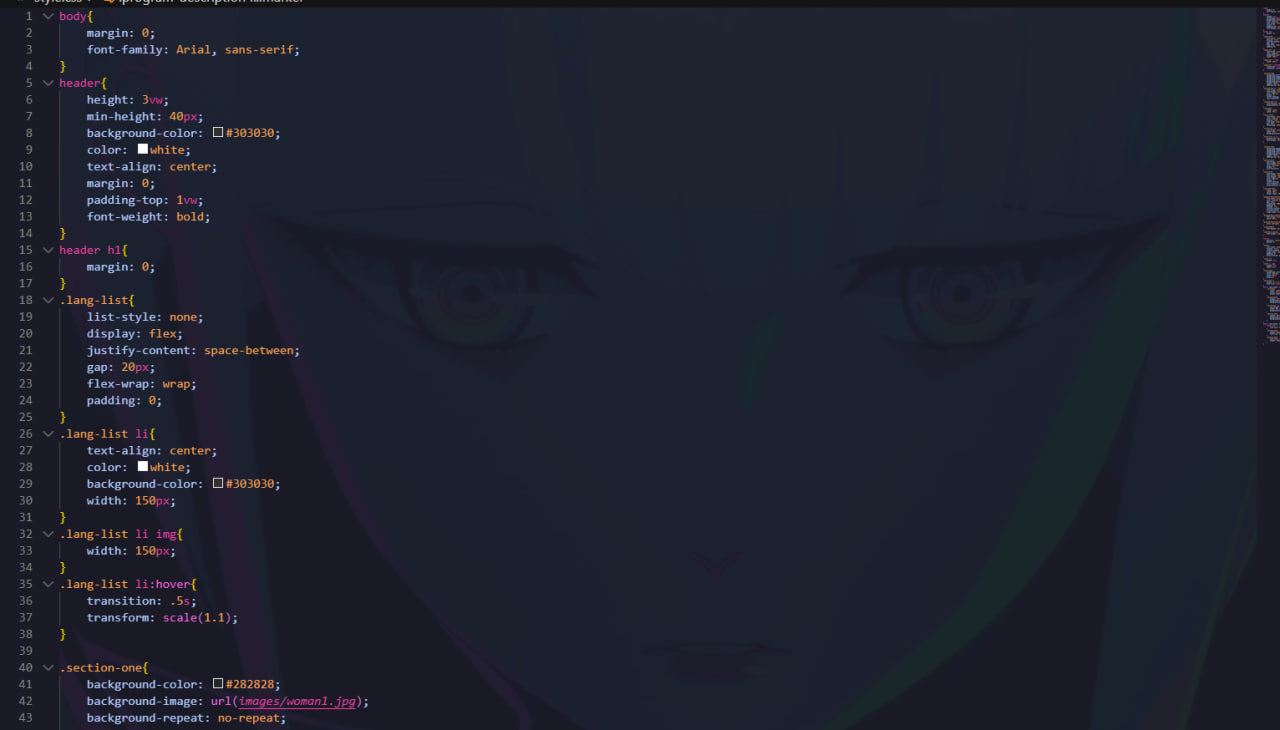 1 body{
2 margin: 0;
3 font-family: Arial, sans-serif;
4 }
5 header{
6 height: 3vw;
7 min-height: 40px;
8 background-color: #303030;
9 color: white;
10 text-align: center;
11 margin: 0;
12 padding-top: 1vw;
13 font-weight: bold;
14 }
15 header h1{
16 margin: 0;
17 }
18 .lang-list{
19 list-style: none;
20 display: flex;
21 justify-content: space-between;
22 gap: 20px;
23 flex-wrap: wrap;
24 padding: 0;
25 }
26 .lang-list li{
27 text-align: center;
28 color: white;
29 background-color: #303030;
30 width: 150px;
31 }
32 .lang-list li img{
33 width: 150px;
34 }
35 .lang-list li:hover{
36 transition: .5s;
37 transform: scale(1.1);
38 }
39
40 .section-one{
41 background-color: #282828;
42 background-image: url(images/woman1.jpg);
43 background-repeat: no-repeat;